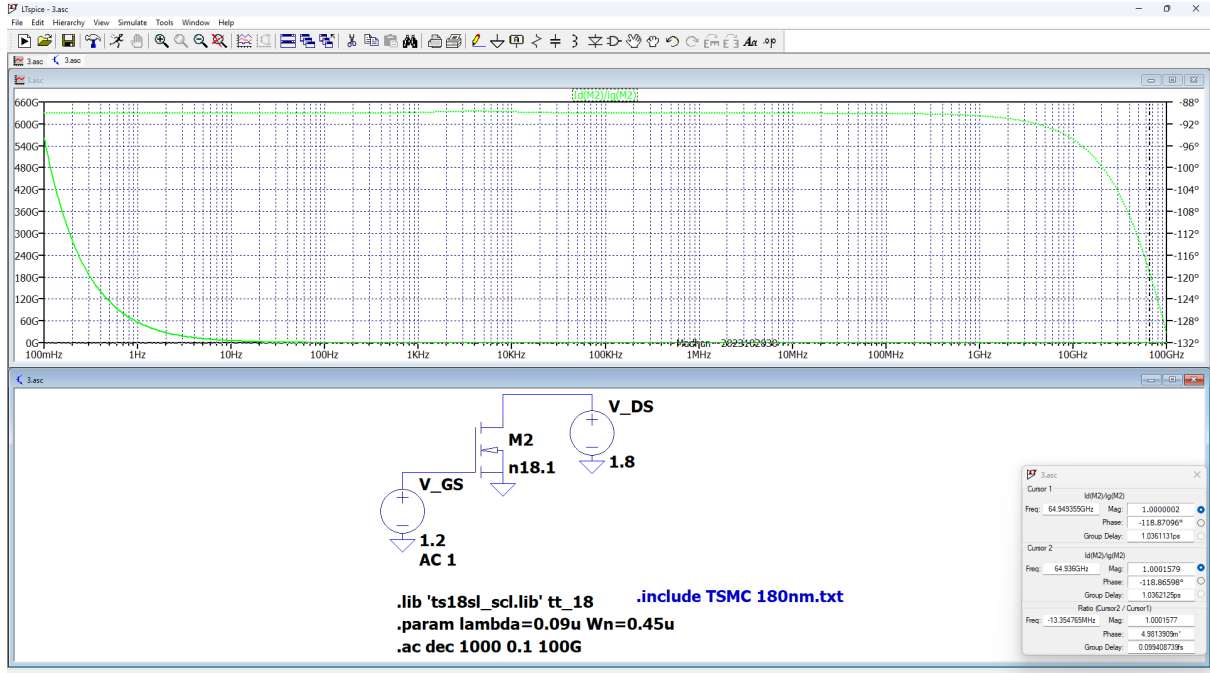 LTspice - 3.asc
File Edit Hierarchy View Simulate Tools Window Help
3.asc 3.asc
3.asc
Id(M2)/ig(M2)
660G -88°
600G -92°
540G -96°
480G -100°
420G -104°
360G -108°
300G -112°
240G -116°
180G -120°
120G -124°
60G -128°
0G -132°
Madhan - 2023102030
100mHz 1Hz 10Hz 100Hz 1KHz 10KHz 100KHz 1MHz 10MHz 100MHz 1GHz 10GHz 100GHz
3.asc
V_DS
M2
1.8
n18.1
V_GS
1.2
AC 1
.lib 'ts18sl_scl.lib' tt_18
.include TSMC 180nm.txt
.param lambda=0.09u Wn=0.45u
.ac dec 1000 0.1 100G
3.asc
Cursor 1
Id(M2)/ig(M2)
Freq: 64.949355GHz Mag: 1.0000002
Phase: -118.87096°
Group Delay: 1.0361131ps
Cursor 2
Id(M2)/ig(M2)
Freq: 64.936GHz Mag: 1.0001579
Phase: -118.86598°
Group Delay: 1.0362125ps
Ratio (Cursor2 / Cursor1)
Freq: -13.354765MHz Mag: 1.0001577
Phase: 4.9813909m°
Group Delay: 0.099408739fs